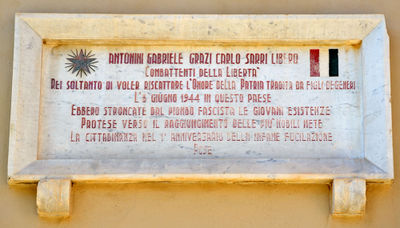 Antonini Gabriele Grazi Carlo Sarri Libero
Combattenti della Libertà
Rei soltanto di voler riscattare l'Onore della Patria tradita da figli degeneri
L'8 Giugno 1944 in questo paese
Ebbero stroncate dal piombo fascista le giovani esistenze
Protese verso il raggiungimento delle più nobili mete
La cittadinanza nel 1° anniversario della infame fucilazione
Pose